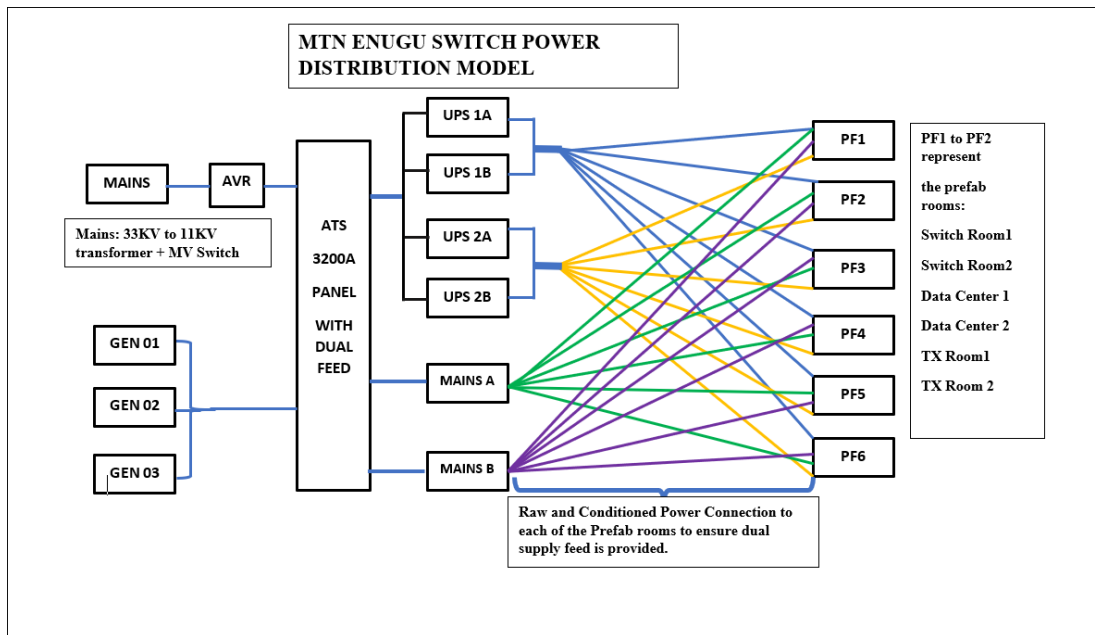 MTN ENUGU SWITCH POWER
DISTRIBUTION MODEL
MAINS
AVR
Mains: 33KV to 11KV
transformer + MV Switch
GEN 01
GEN 02
GEN 03
ATS
3200A
PANEL
WITH
DUAL
FEED
UPS 1A
UPS 1B
UPS 2A
UPS 2B
MAINS A
MAINS B
PF1
PF2
PF3
PF4
PF5
PF6
PF1 to PF2
represent
the prefab
rooms:
Switch Room1
Switch Room2
Data Center 1
Data Center 2
TX Room1
TX Room 2
Raw and Conditioned Power Connection to
each of the Prefab rooms to ensure dual
supply feed is provided.